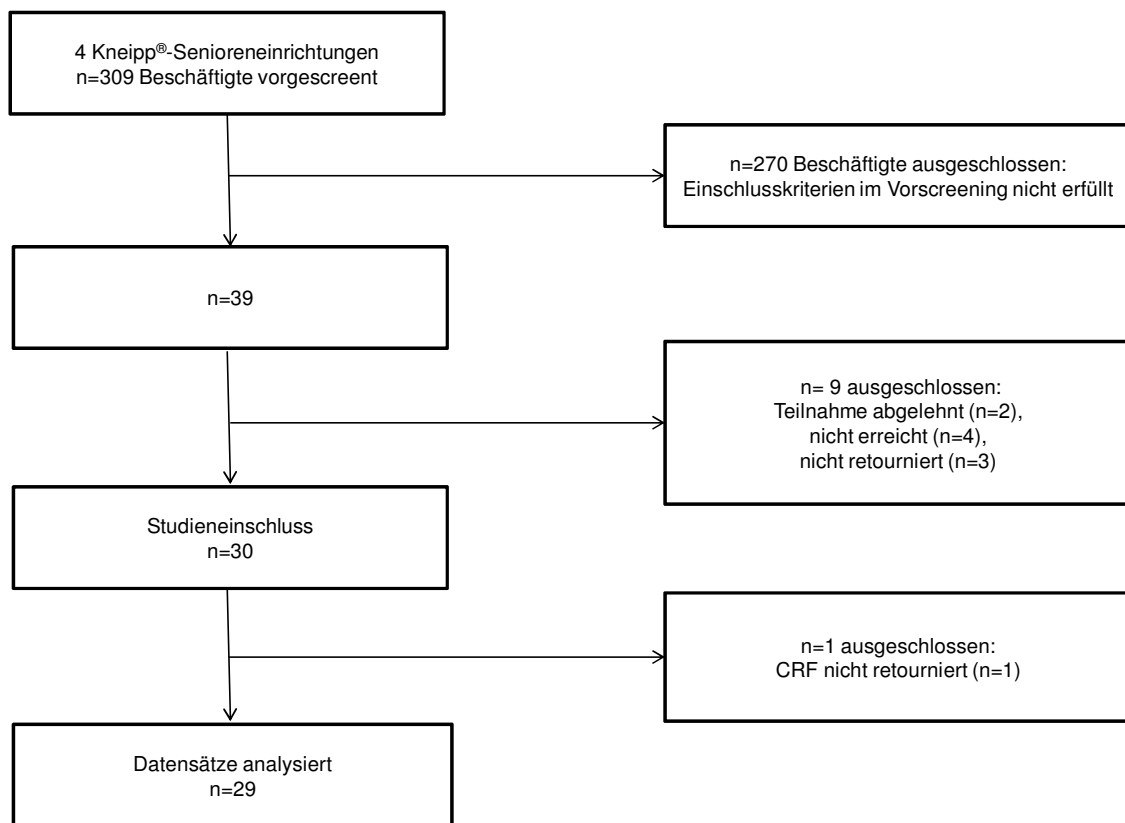 4 Kneipp®-Senioreneinrichtungen
n=309 Beschäftigte vorgescreent
n=270 Beschäftigte ausgeschlossen:
Einschlusskriterien im Vorscreening nicht erfüllt
n=39
n= 9 ausgeschlossen:
Teilnahme abgelehnt (n=2),
nicht erreicht (n=4),
nicht retourniert (n=3)
Studieneinschluss
n=30
n=1 ausgeschlossen:
CRF nicht retourniert (n=1)
Datensätze analysiert
n=29